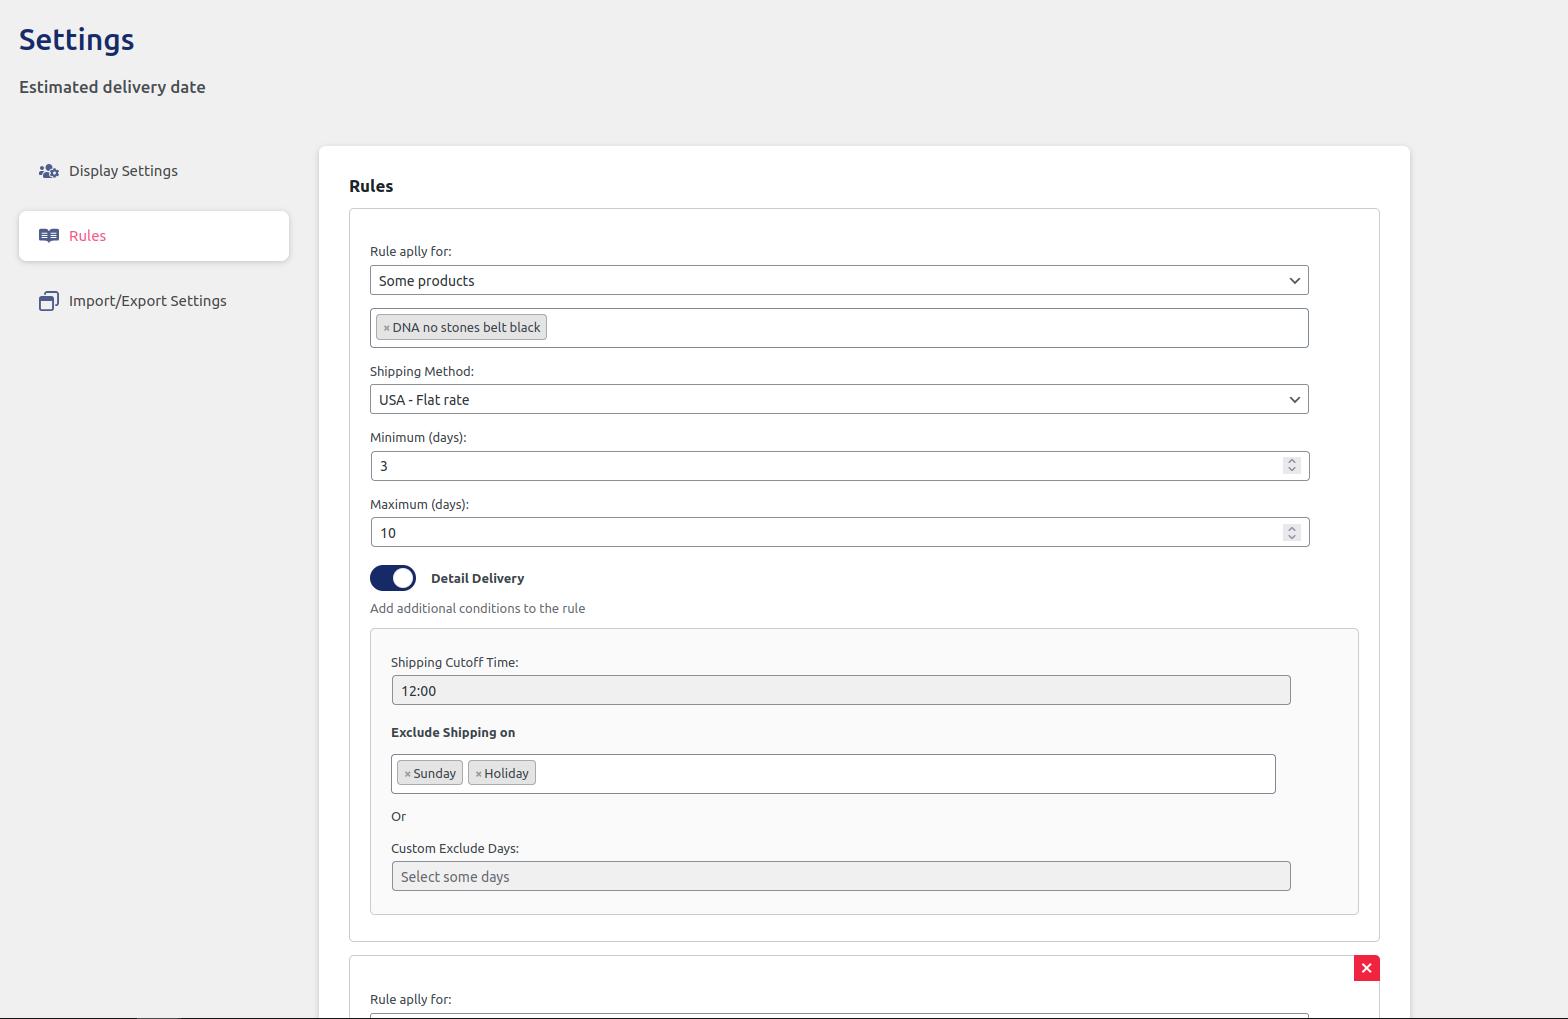 Settings
Estimated delivery date
Display Settings
Rules
Import/Export Settings
Rules
Rule aplly for:
Some products
× DNA no stones belt black
Shipping Method:
USA - Flat rate
Minimum (days):
3
Maximum (days):
10
Detail Delivery
Add additional conditions to the rule
Shipping Cutoff Time:
12:00
Exclude Shipping on
× Sunday × Holiday
Or
Custom Exclude Days:
Select some days
Rule aplly for: